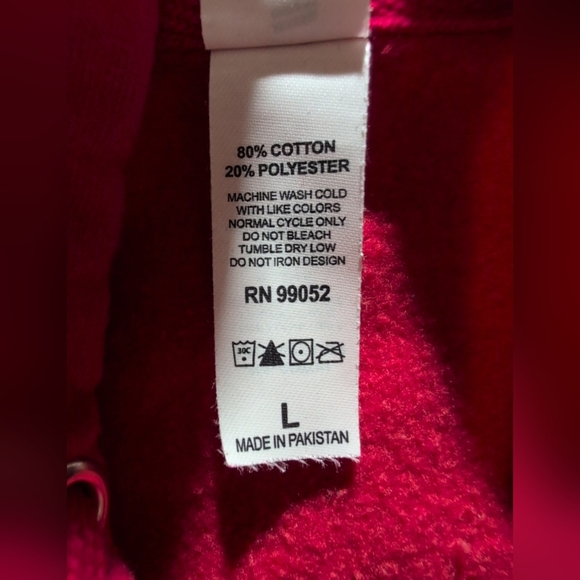 80% COTTON
20% POLYESTER
MACHINE WASH COLD
WITH LIKE COLORS
NORMAL CYCLE ONLY
DO NOT BLEACH
TUMBLE DRY LOW
DO NOT IRON DESIGN
RN 99052
30C
L
MADE IN PAKISTAN